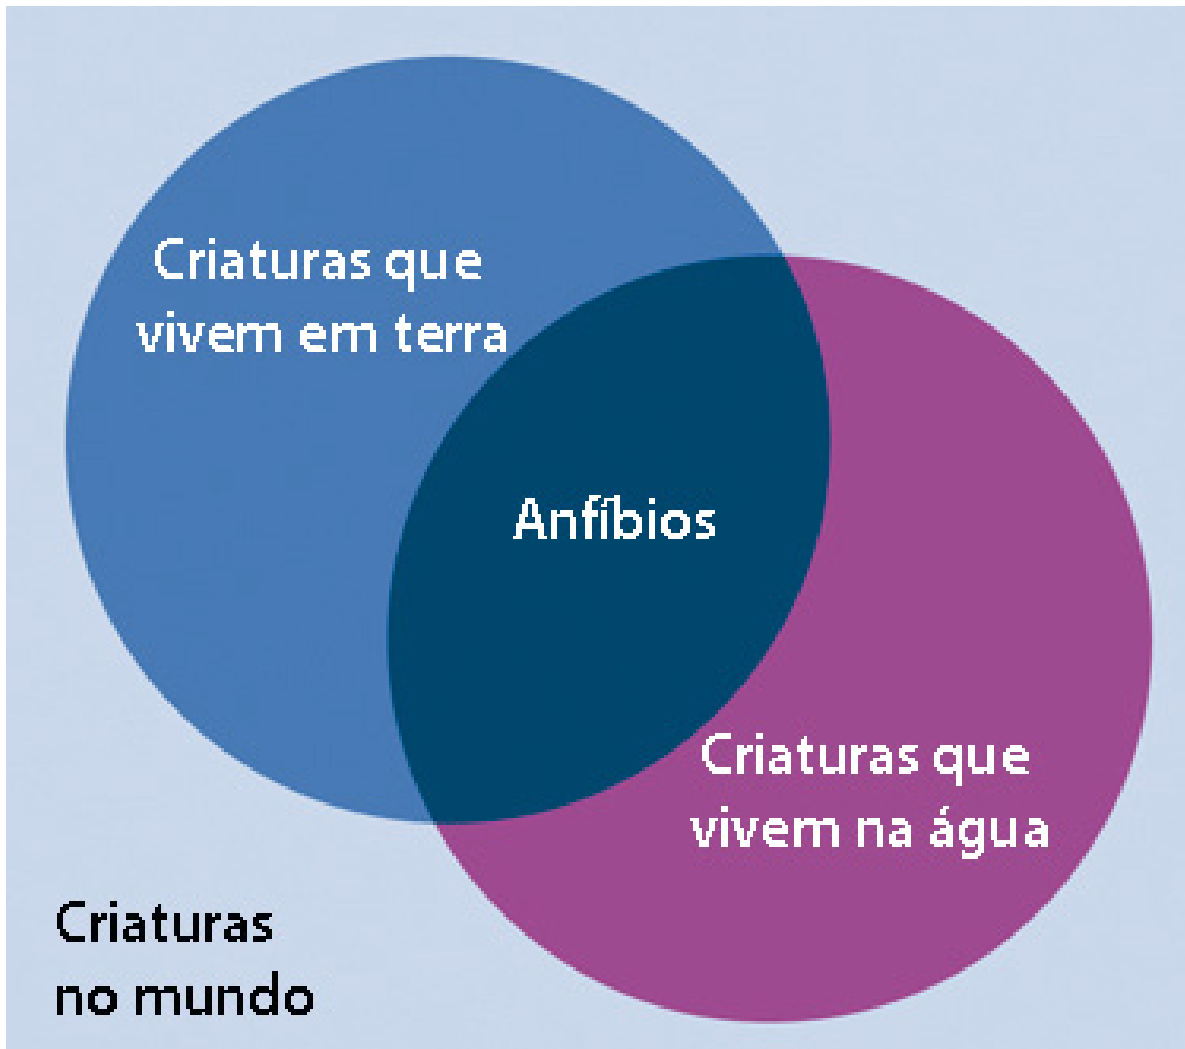 Criaturas que
vivem em terra
Anfíbios
Criaturas que
vivem na água
Criaturas
no mundo